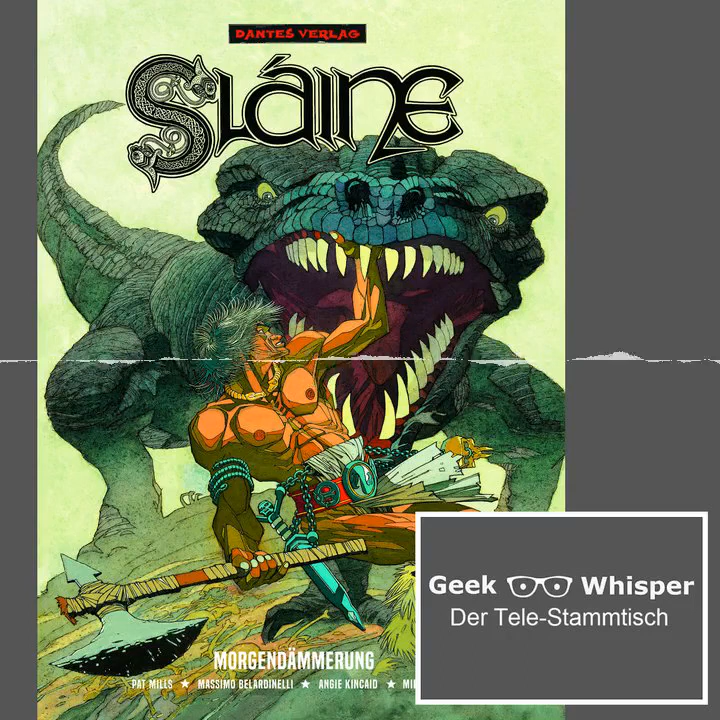 DANTES VERLAG
SLÁINE
MORGENDÄMMERUNG
PAT MILLS ★ MASSIMO BELARDINELLI ★ ANGIE KINCAID ★
Geek Whisper
Der Tele-Stammtisch